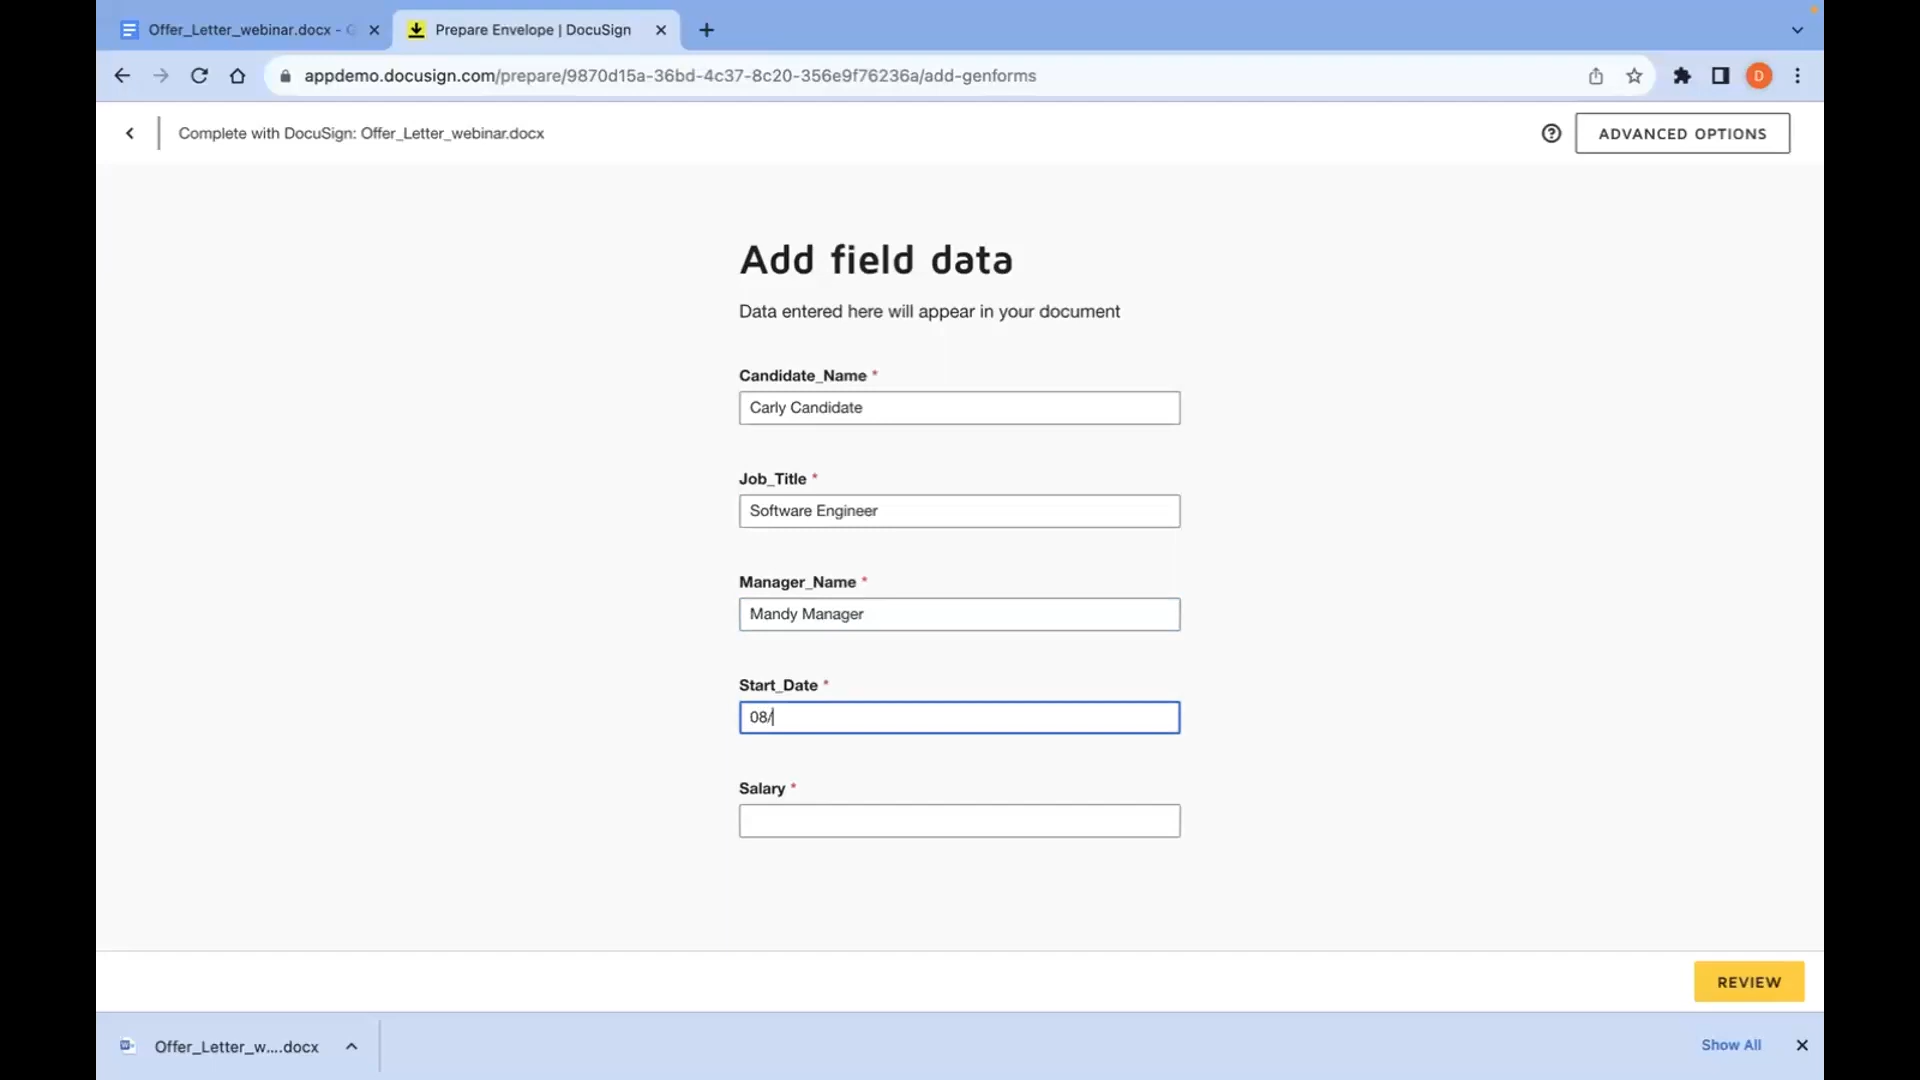 Offer_Letter_webinar.docx -
Prepare Envelope | DocuSign
appdemo.docusign.com/prepare/9870d15a-36bd-4c37-8c20-356e9f76236a/add-genforms
D
Complete with DocuSign: Offer_Letter_webinar.docx
ADVANCED OPTIONS
Add field data
Data entered here will appear in your document
Candidate_Name *
Carly Candidate
Job_Title *
Software Engineer
Manager_Name *
Mandy Manager
Start_Date *
08/
Salary *
REVIEW
Offer_Letter_w....docx
Show All